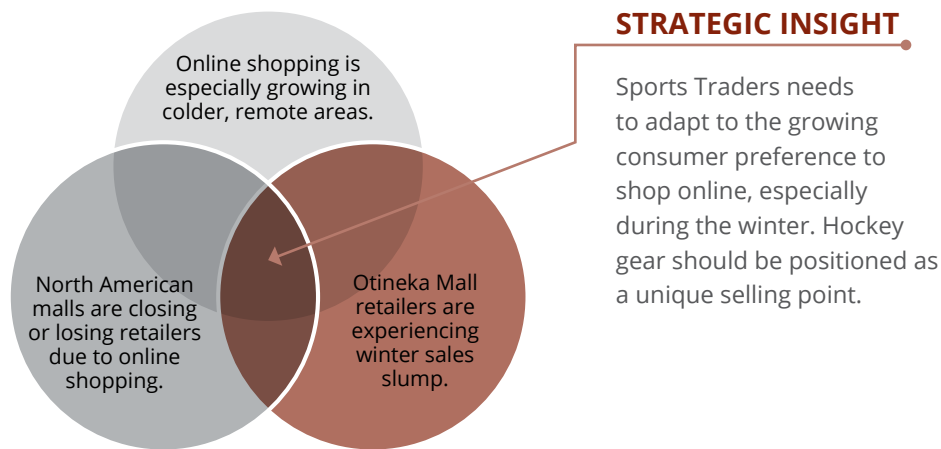 STRATEGIC INSIGHT
Online shopping is
especially growing in
colder, remote areas.
North American
malls are closing
or losing retailers
due to online
shopping.
Otineka Mall
retailers are
experiencing
winter sales
slump.
Sports Traders needs
to adapt to the growing
consumer preference to
shop online, especially
during the winter. Hockey
gear should be positioned as
a unique selling point.